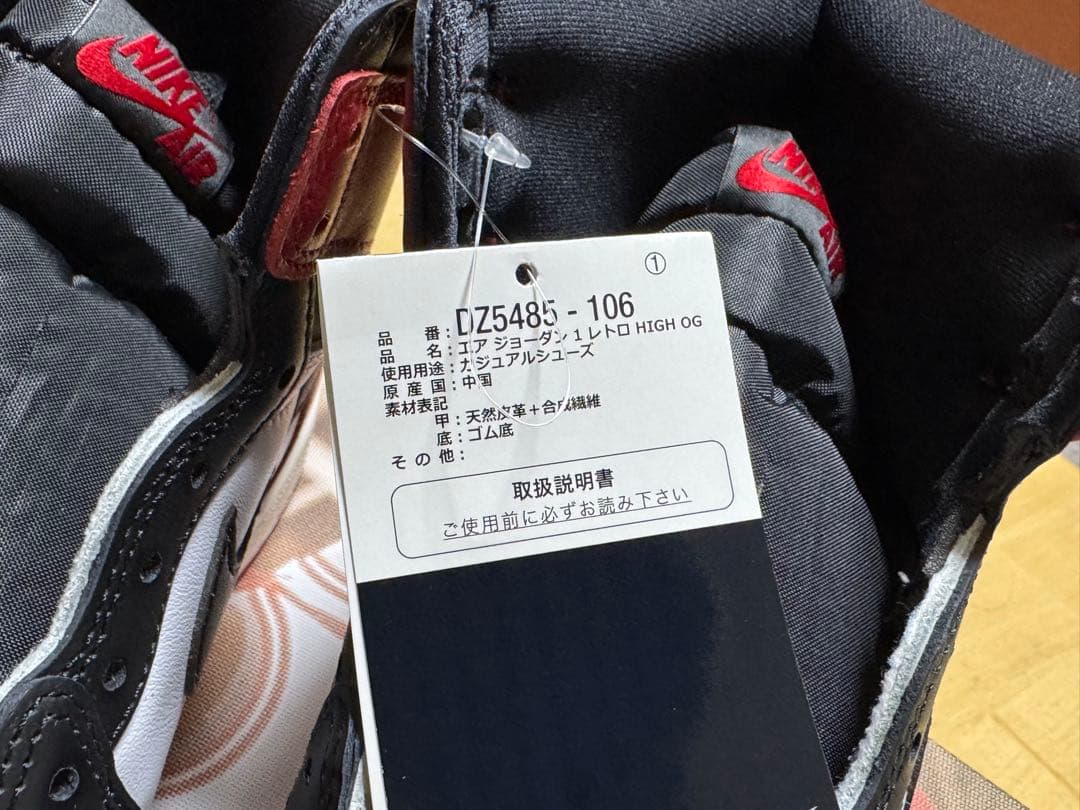 NIKE
AIR
NIKE
AIR
①
品番：DZ5485 - 106
品名：エア ジョーダン 1 レトロ HIGH OG
使用用途：カジュアルシューズ
原産国：中国
素材表記
甲：天然皮革＋合成繊維
底：ゴム底
その他：
取扱説明書
ご使用前に必ずお読み下さい